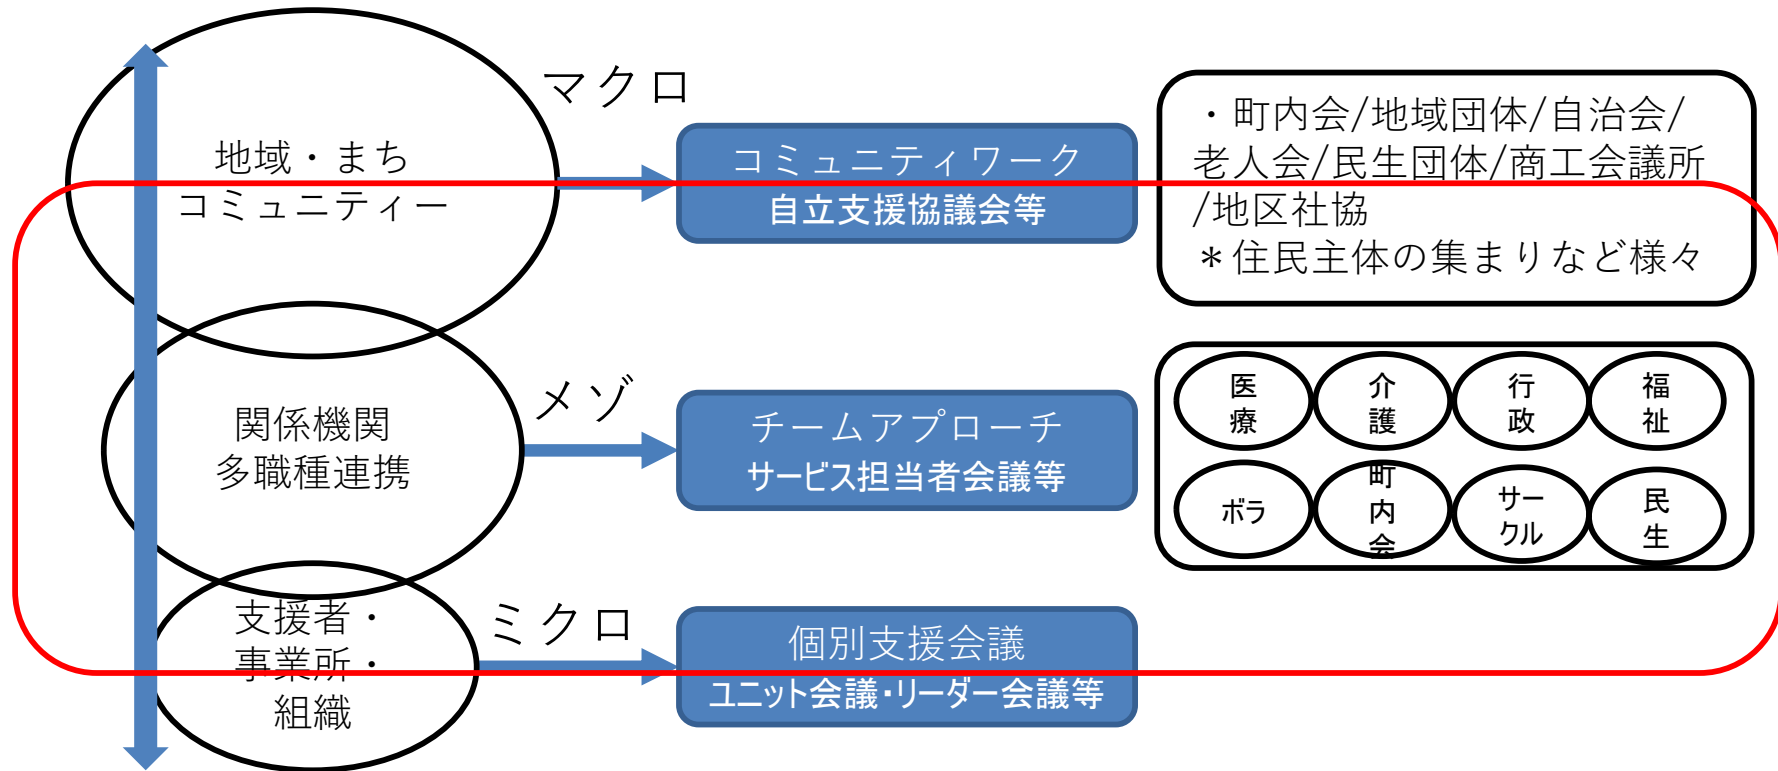 マクロ
地域・まち
コミュニティー
コミュニティワーク
自立支援協議会等
・町内会/地域団体/自治会/
老人会/民生団体/商工会議所
/地区社協
＊住民主体の集まりなど様々
メゾ
関係機関
多職種連携
チームアプローチ
サービス担当者会議等
医療
介護
行政
福祉
ボラ
町内会
サークル
民生
ミクロ
支援者・
事業所・
組織
個別支援会議
ユニット会議・リーダー会議等